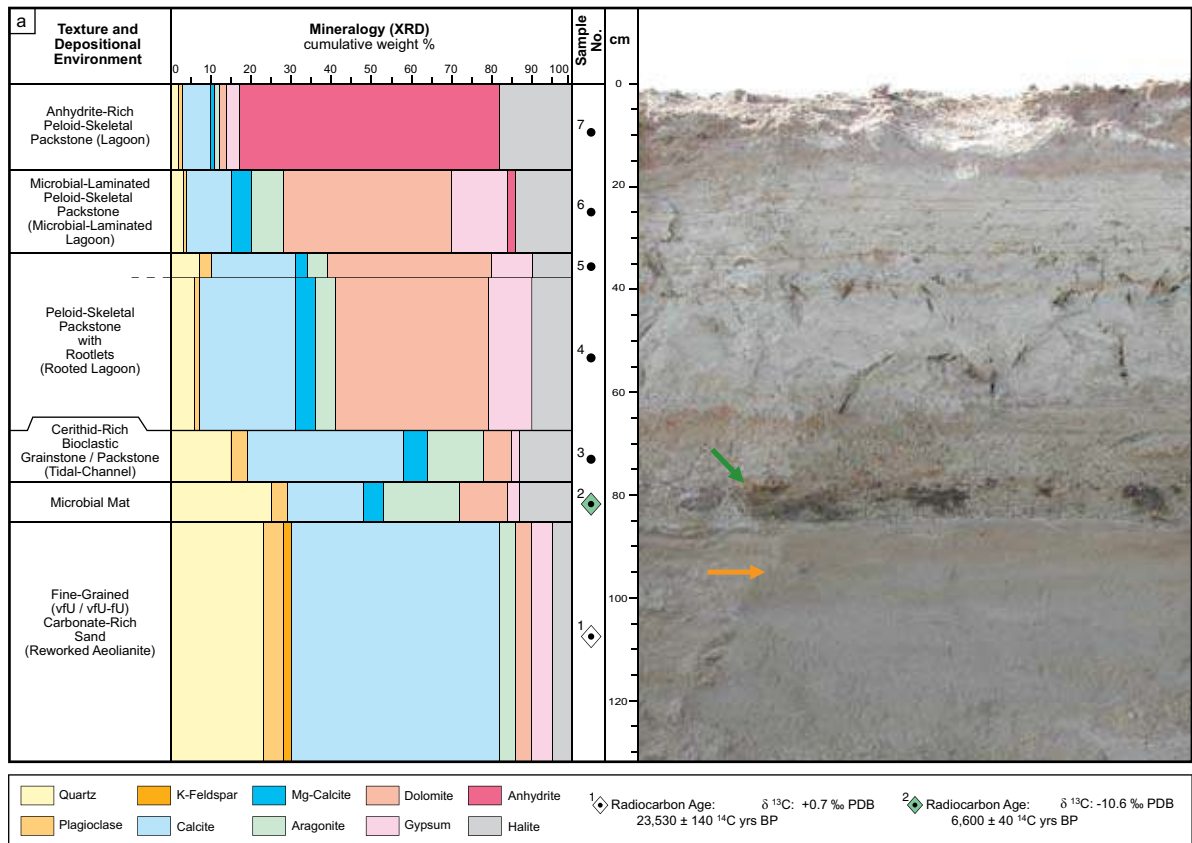 a
Texture and
Depositional
Environment
Mineralogy (XRD)
cumulative weight %
0 10 20 30 40 50 60 70 80 90 100
Sample
No.
cm
Anhydrite-Rich
Peloid-Skeletal
Packstone (Lagoon)
7
Microbial-Laminated
Peloid-Skeletal
Packstone
(Microbial-Laminated
Lagoon)
6
5
Peloid-Skeletal
Packstone
with
Rootlets
(Rooted Lagoon)
4
Cerithid-Rich
Bioclastic
Grainstone / Packstone
(Tidal-Channel)
3
Microbial Mat
2
Fine-Grained
(vfU / vfU-fU)
Carbonate-Rich
Sand
(Reworked Aeolianite)
1
0
20
40
60
80
100
120
Quartz
K-Feldspar
Mg-Calcite
Dolomite
Anhydrite
Plagioclase
Calcite
Aragonite
Gypsum
Halite
1 Radiocarbon Age: δ ¹³C: +0.7 ‰ PDB
23,530 ± 140 ¹⁴C yrs BP
2 Radiocarbon Age: δ ¹³C: -10.6 ‰ PDB
6,600 ± 40 ¹⁴C yrs BP